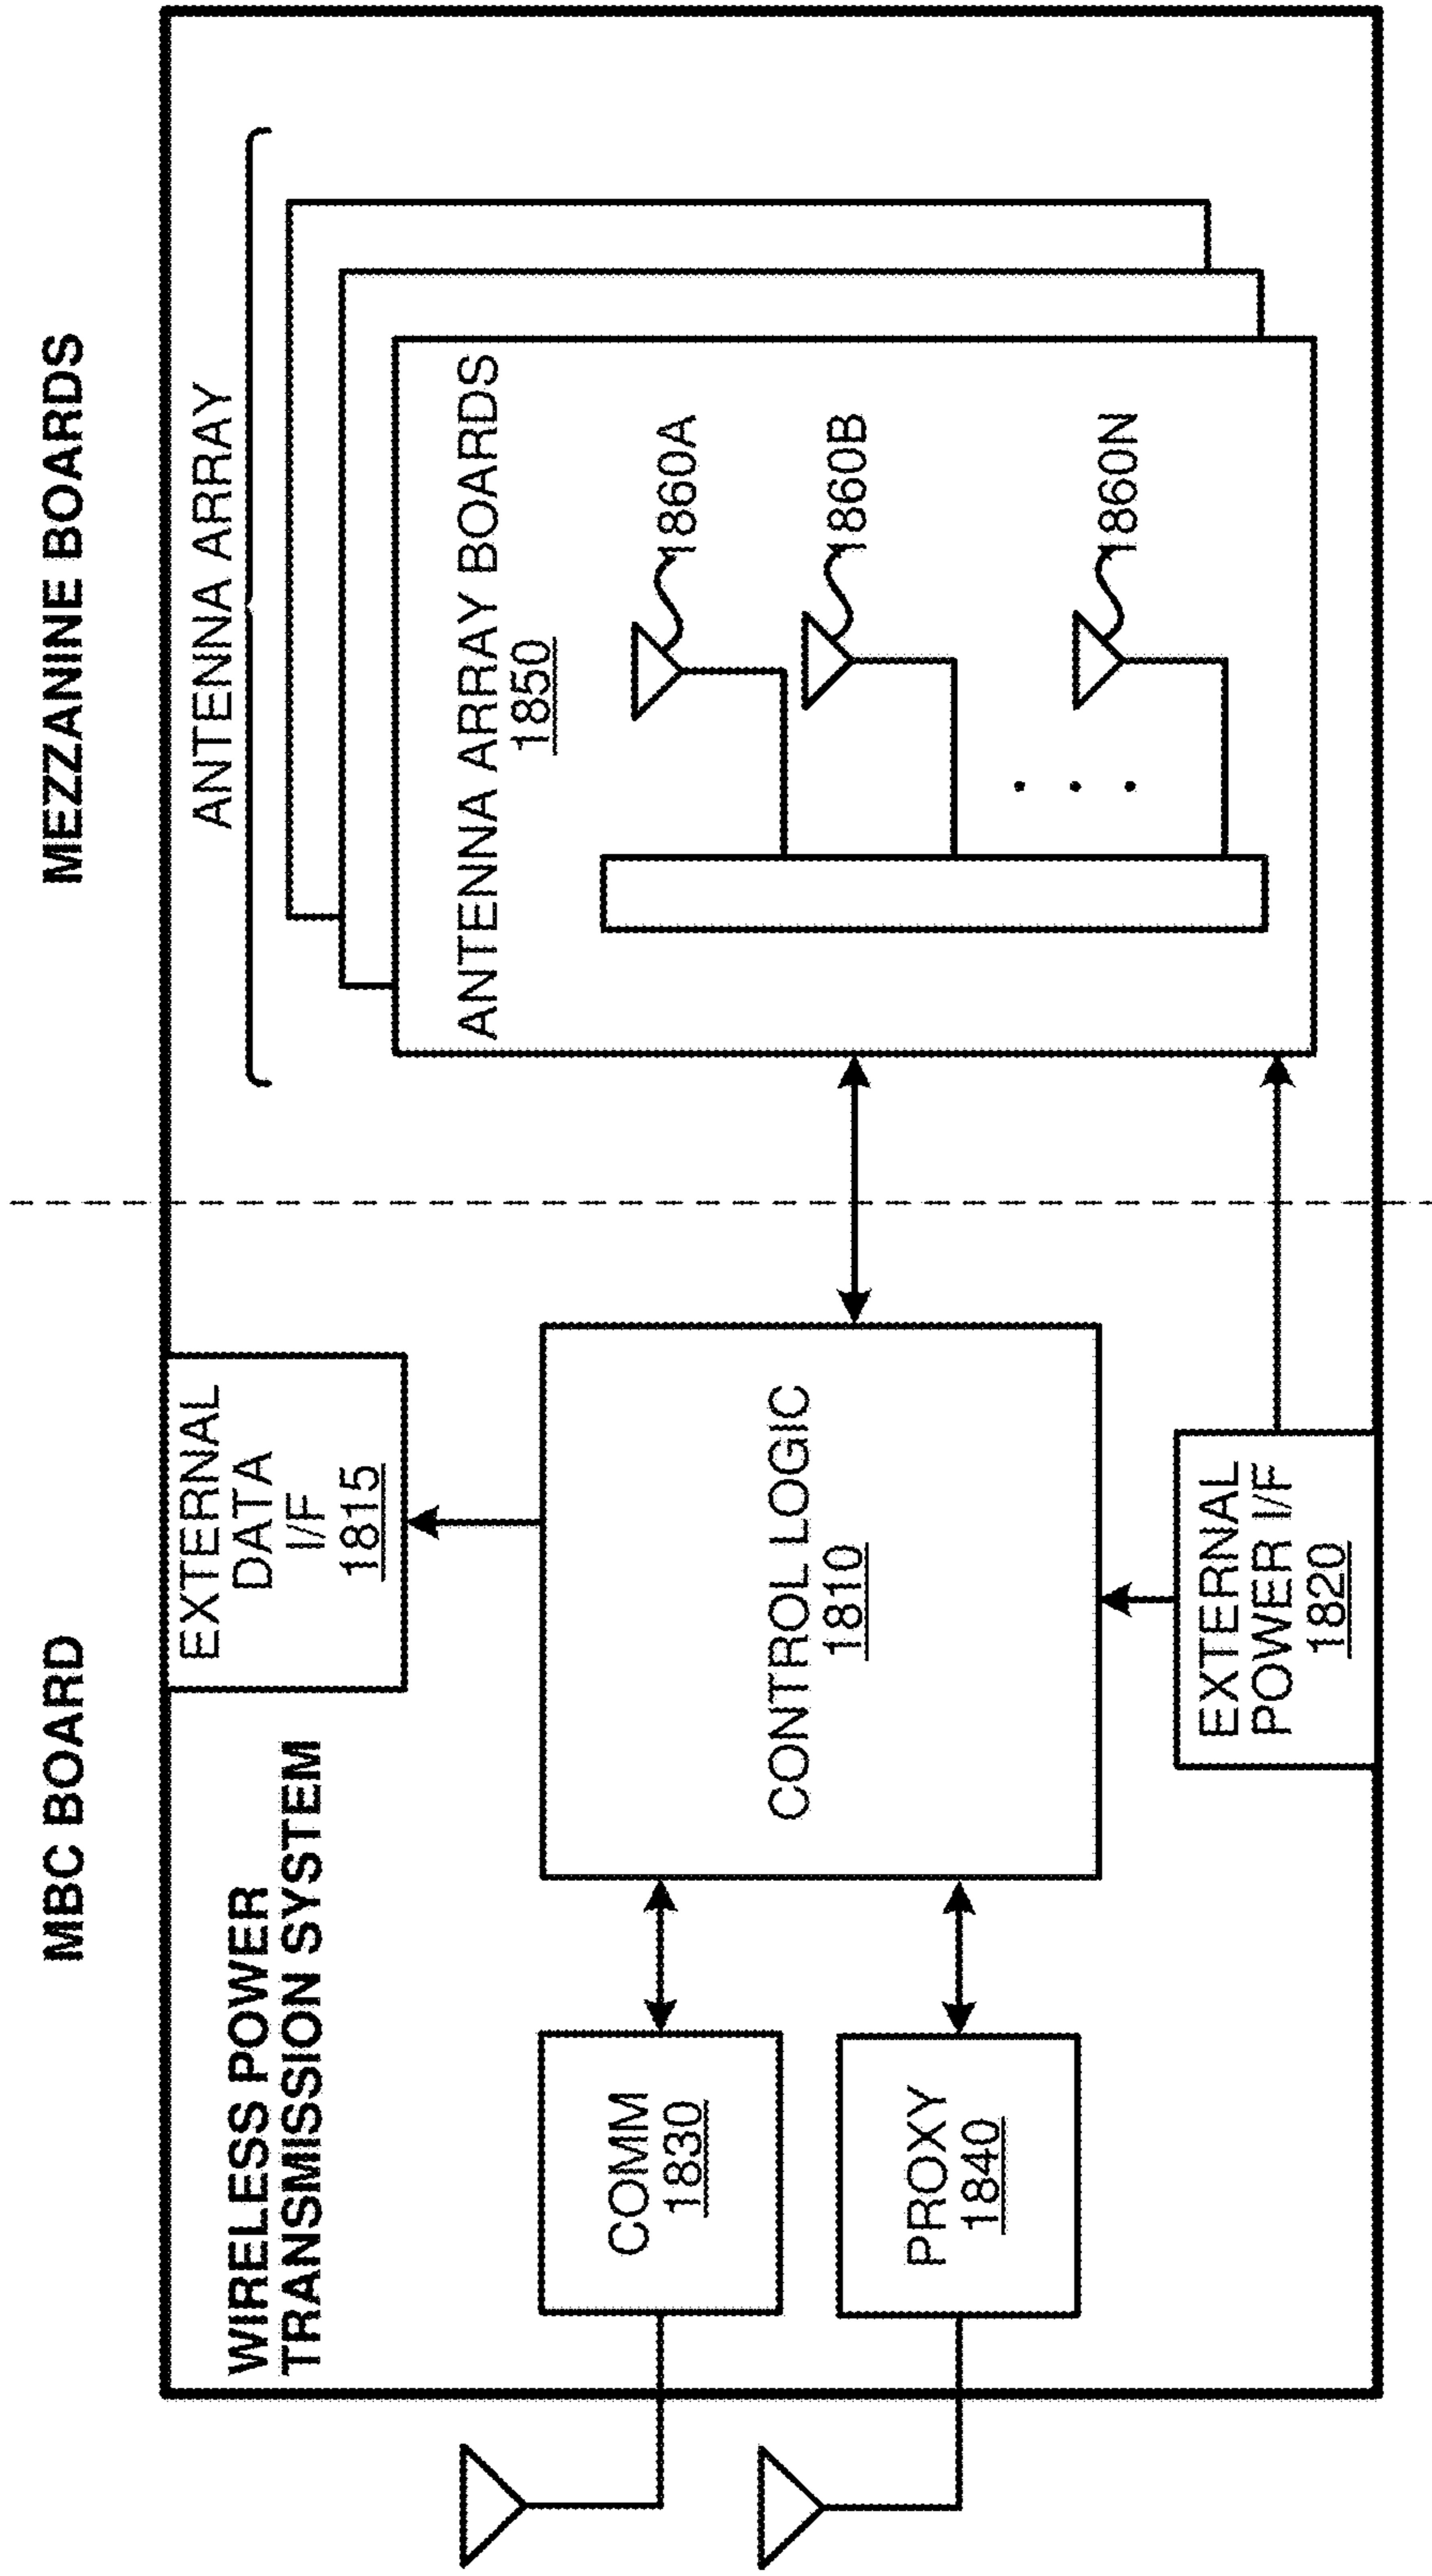 MBC BOARD
MEZZANINE BOARDS
WIRELESS POWER
TRANSMISSION SYSTEM
EXTERNAL
DATA
I/F
1815
ANTENNA ARRAY
COMM
1830
PROXY
1840
CONTROL LOGIC
1810
EXTERNAL
POWER I/F
1820
ANTENNA ARRAY BOARDS
1850
1860A
1860B
1860N